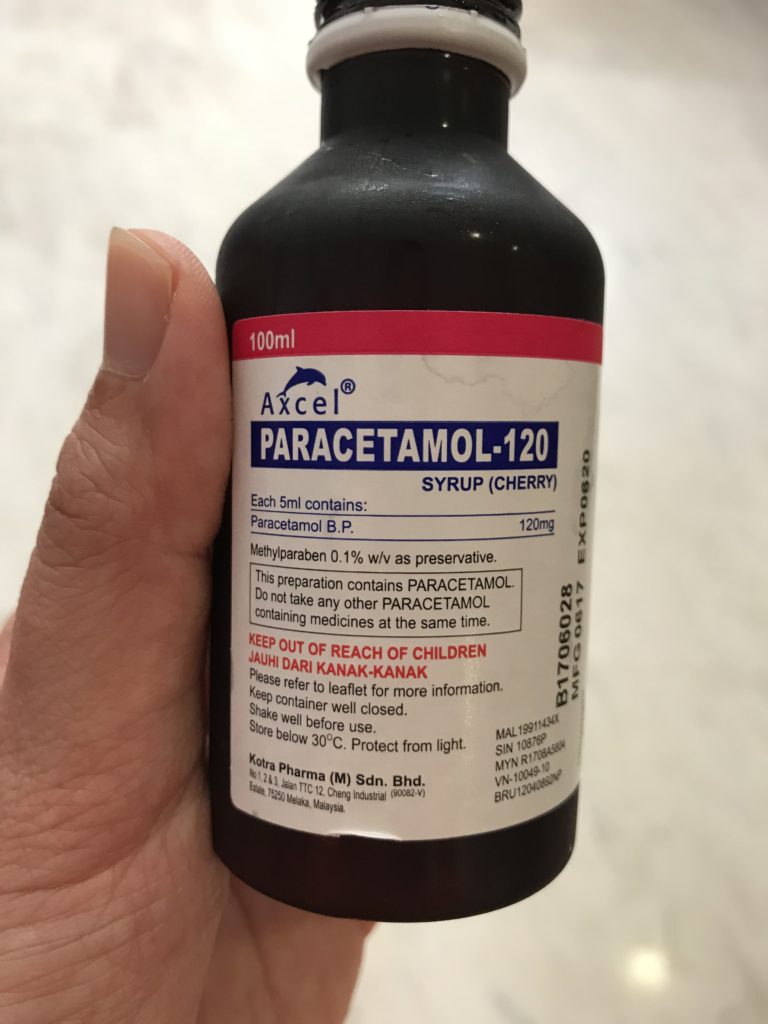 100ml
Axcel®
PARACETAMOL-120
SYRUP (CHERRY)
Each 5ml contains:
Paracetamol B.P. 120mg
Methylparaben 0.1% w/v as preservative.
This preparation contains PARACETAMOL.
Do not take any other PARACETAMOL
containing medicines at the same time.
KEEP OUT OF REACH OF CHILDREN
JAUHI DARI KANAK-KANAK
Please refer to leaflet for more information.
Keep container well closed.
Shake well before use.
Store below 30°C. Protect from light.
Kotra Pharma (M) Sdn. Bhd. (90082-V)
No.1, 2 & 3, Jalan TTC 12, Cheng Industrial
Estate, 75250 Melaka, Malaysia.
MAL19911434X
SIN 10876P
MYN R1708A3804
VN-10049-10
BRU12040892NP
B1706028
MFG 0617 EXP0620